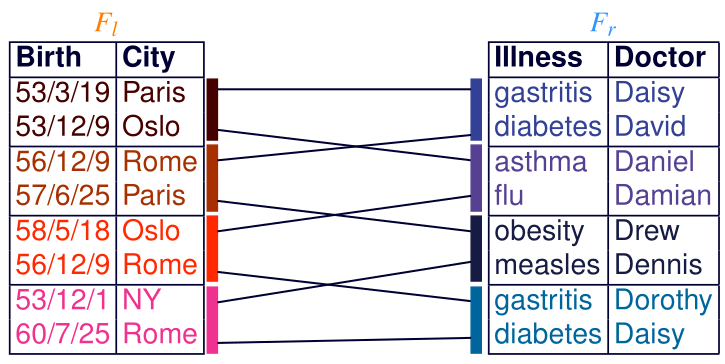 F_l F_r
Birth City Illness Doctor
53/3/19 Paris gastritis Daisy
53/12/9 Oslo diabetes David
56/12/9 Rome asthma Daniel
57/6/25 Paris flu Damian
58/5/18 Oslo obesity Drew
56/12/9 Rome measles Dennis
53/12/1 NY gastritis Dorothy
60/7/25 Rome diabetes Daisy